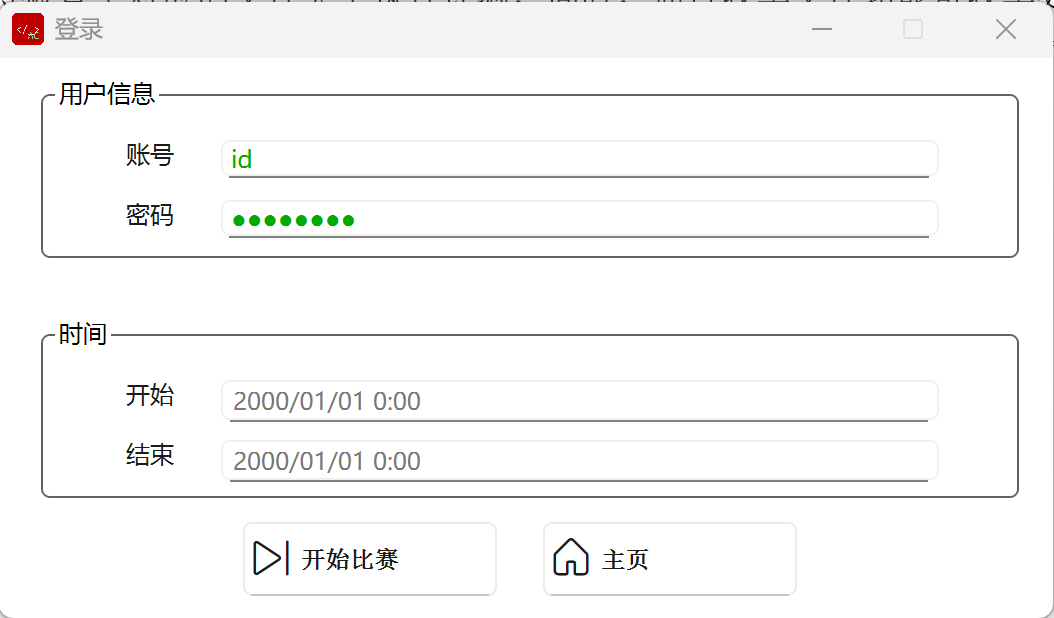 登录
用户信息
账号 id
密码 ●●●●●●●●
时间
开始 2000/01/01 0:00
结束 2000/01/01 0:00
开始比赛 主页